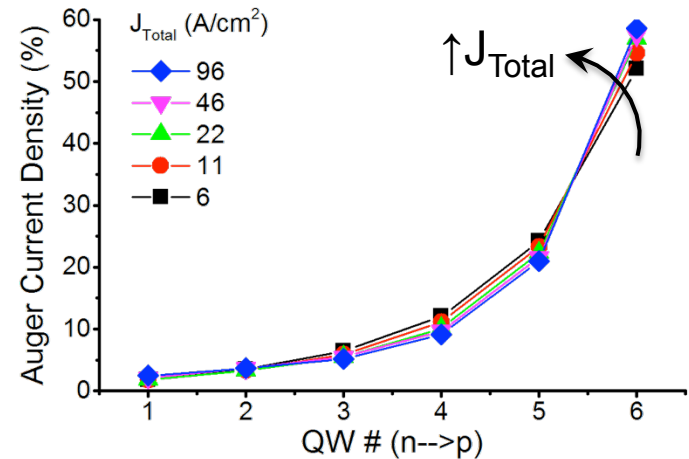 Auger Current Density (%)
60
50
40
30
20
10
0
J_Total (A/cm²)
96
46
22
11
6
↑J_Total
1 2 3 4 5 6
QW # (n-->p)